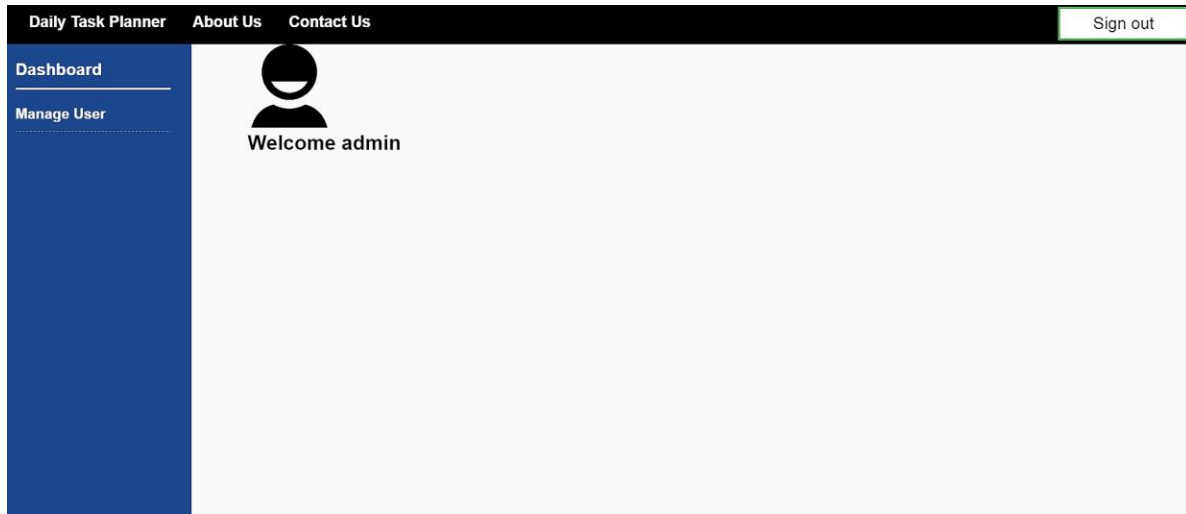 Daily Task Planner About Us Contact Us Sign out
Dashboard
Manage User
Welcome admin